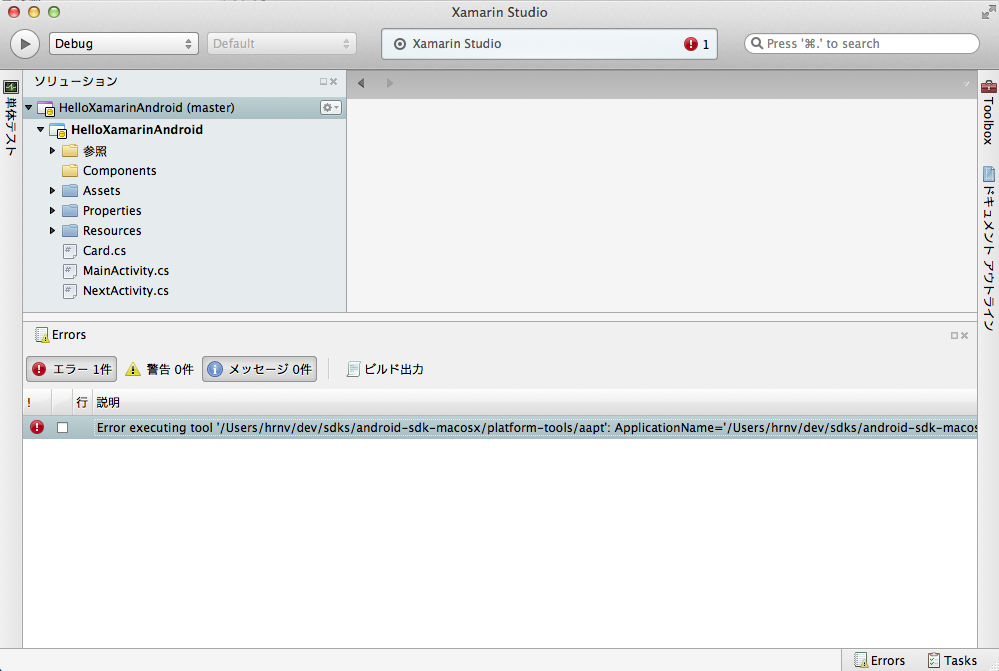 Xamarin Studio
Debug
Default
Xamarin Studio
1
Press '⌘.' to search
単体テスト
ソリューション
HelloXamarinAndroid (master)
HelloXamarinAndroid
参照
Components
Assets
Properties
Resources
Card.cs
MainActivity.cs
NextActivity.cs
Toolbox
ドキュメント アウトライン
Errors
エラー 1件
警告 0件
メッセージ 0件
ビルド出力
! 行 説明
Error executing tool '/Users/hrnv/dev/sdks/android-sdk-macosx/platform-tools/aapt': ApplicationName='/Users/hrnv/dev/sdks/android-sdk-macos
Errors
Tasks